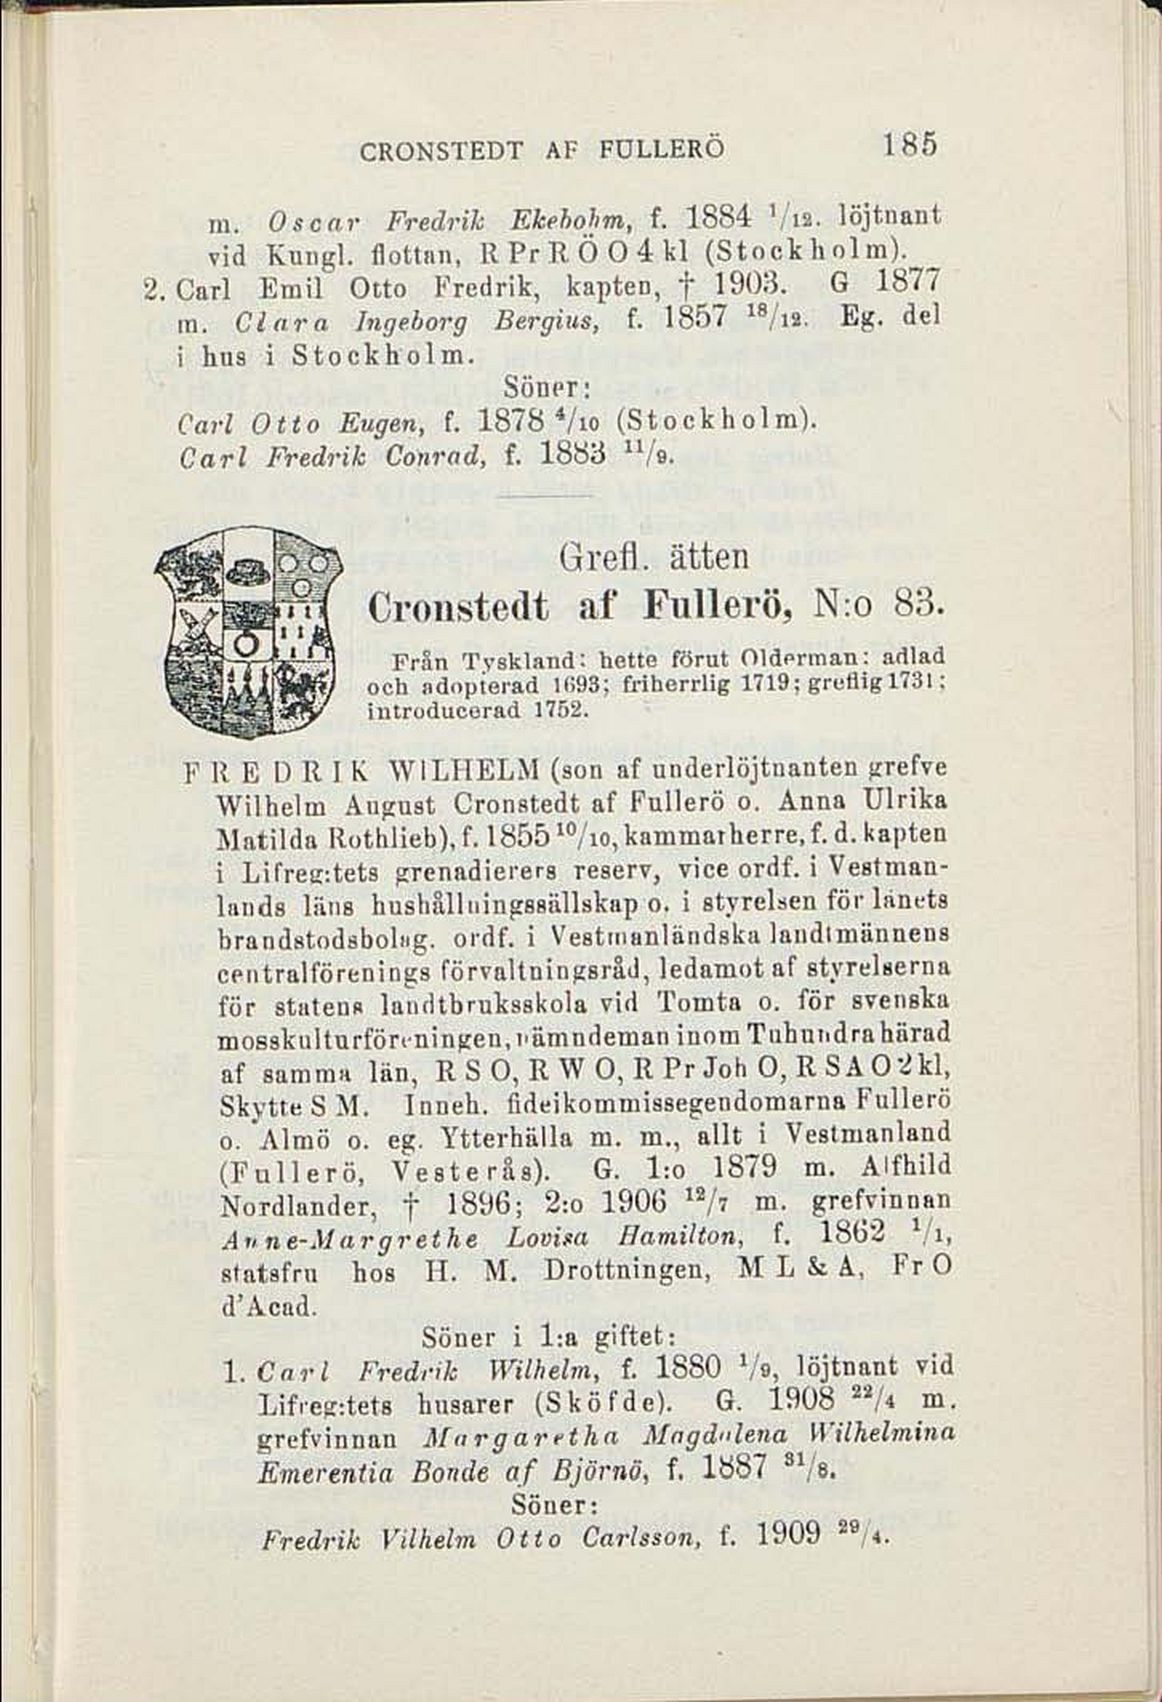 CRONSTEDT AF FULLERÖ 185
m. Oscar Fredrik Ekebohm, f. 1884 1/12. löjtnant
vid Kungl. flottan, R Pr R Ö O 4 kl (Stockholm).
2. Carl Emil Otto Fredrik, kapten, † 1903. G 1877
m. Clara Ingeborg Bergius, f. 1857 18/12. Eg. del
i hus i Stockholm.
Söner:
Carl Otto Eugen, f. 1878 4/10 (Stockholm).
Carl Fredrik Conrad, f. 1883 11/9.
Grefl. ätten
Cronstedt af Fullerö, N:o 83.
Från Tyskland: hette förut Olderman: adlad
och adopterad 1693; friherrlig 1719; greflig 1731;
introducerad 1752.
FREDRIK WILHELM (son af underlöjtnanten grefve
Wilhelm August Cronstedt af Fullerö o. Anna Ulrika
Matilda Rothlieb), f. 1855 10/10, kammarherre, f. d. kapten
i Lifreg:tets grenadierers reserv, vice ordf. i Vestman-
lands läns hushållningssällskap o. i styrelsen för länets
brandstodsbolag. ordf. i Vestmanländska landtmännens
centralförenings förvaltningsråd, ledamot af styrelserna
för statens landtbruksskola vid Tomta o. för svenska
mosskulturföreningen, nämndeman inom Tuhundra härad
af samma län, R S O, R W O, R Pr Joh O, R S A O 2 kl,
Skytte S M. Inneh. fideikommissegendomarna Fullerö
o. Almö o. eg. Ytterhälla m. m., allt i Vestmanland
(Fullerö, Vesterås). G. 1:o 1879 m. Alfhild
Nordlander, † 1896; 2:o 1906 12/7 m. grefvinnan
Anne-Margrethe Lovisa Hamilton, f. 1862 1/1,
statsfru hos H. M. Drottningen, M L & A, Fr O
d'Acad.
Söner i 1:a giftet:
1. Carl Fredrik Wilhelm, f. 1880 1/9, löjtnant vid
Lifreg:tets husarer (Sköfde). G. 1908 22/4 m.
grefvinnan Margaretha Magdalena Wilhelmina
Emerentia Bonde af Björnö, f. 1887 31/8.
Söner:
Fredrik Vilhelm Otto Carlsson, f. 1909 29/4.